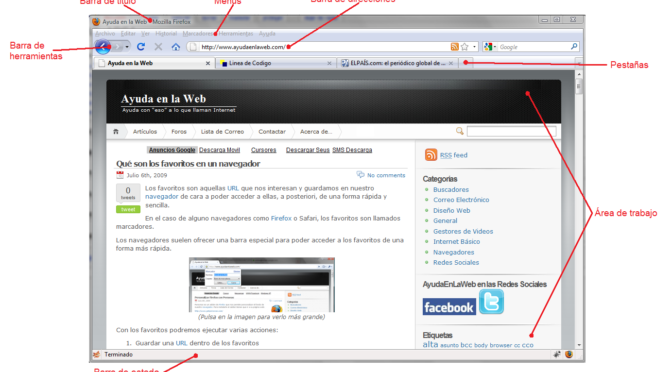 Barra de título
Menús
Barra de direcciones
Ayuda en la Web - Mozilla Firefox
Archivo Editar Ver Historial Marcadores Herramientas Ayuda
Barra de
herramientas
http://www.ayudaenlaweb.com/
Google
Ayuda en la Web
Linea de Codigo
ELPAÍS.com: el periódico global de ...
Pestañas
Ayuda en la Web
Ayuda con "eso" a lo que llaman Internet
Artículos
Foros
Lista de Correo
Contactar
Acerca de..
Anuncios Google
Descarga Movil
Cursores
Descargar Seus
SMS Descarga
RSS feed
Qué son los favoritos en un navegador
Julio 6th, 2009
No comments
0
tweets
tweet
Los favoritos son aquellas URL que nos interesan y guardamos en nuestro
navegador de cara a poder acceder a ellas, a posteriori, de una forma rápida y
sencilla.
En el caso de alguno navegadores como Firefox o Safari, los favoritos son llamados
marcadores.
Los navegadores suelen ofrecer una barra especial para poder acceder a los favoritos de una
forma más rápida.
(Pulsa en la imagen para verlo más grande)
Con los favoritos podremos ejecutar varias acciones:
1. Guardar una URL dentro de los favoritos
Categorías
Buscadores
Correo Electrónico
Diseño Web
General
Gestores de Videos
Internet Básico
Navegadores
Redes Sociales
Área de trabajo
AyudaEnLaWeb en las Redes Sociales
facebook
Etiquetas
alta asunto bcc body browser cc cco
Terminado
Barra de estado